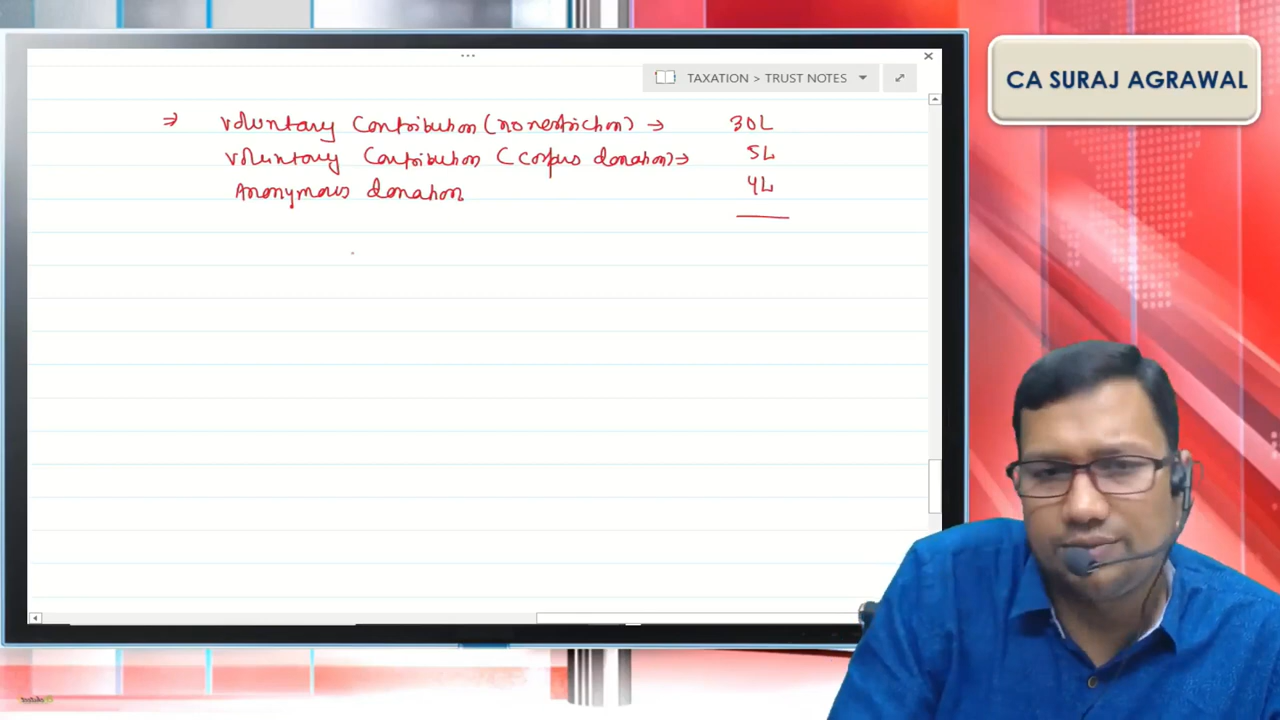 TAXATION > TRUST NOTES
CA SURAJ AGRAWAL
⇒ Voluntary Contribution (no restriction) → 30L
Voluntary Contribution (Corpus donation) → 5L
Anonymous donation 4L